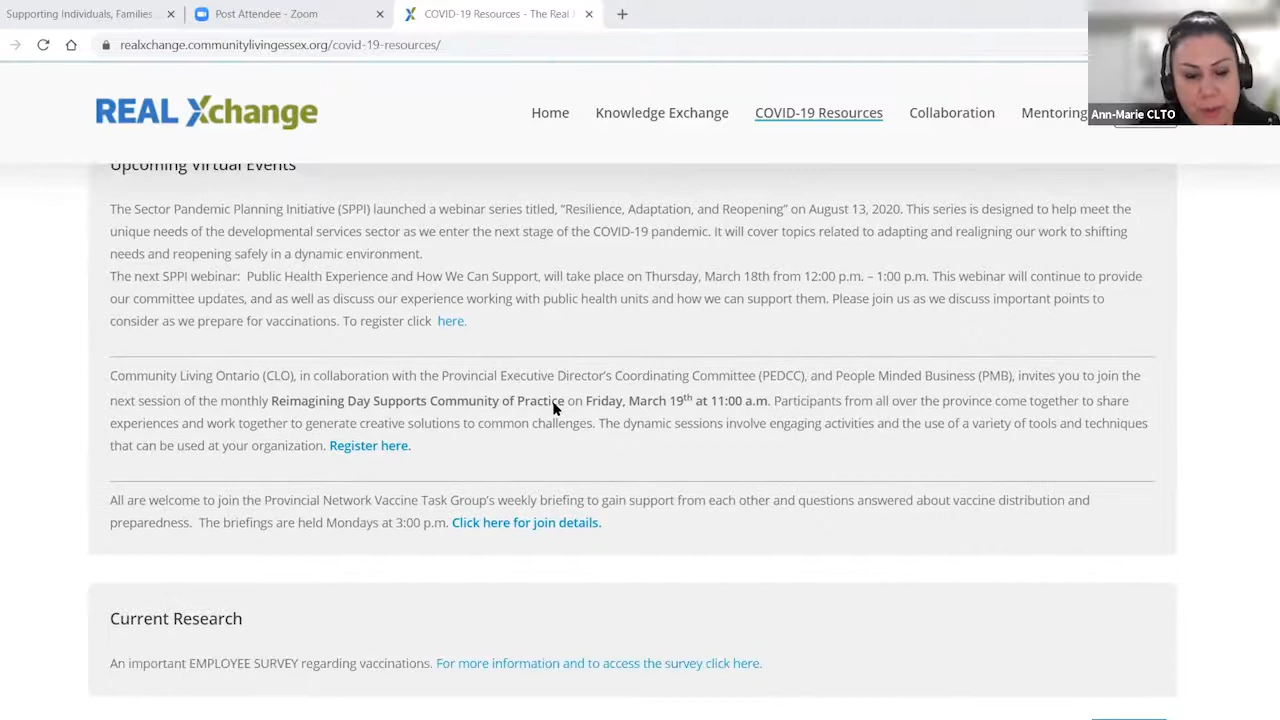 Supporting Individuals, Families
Post Attendee - Zoom
COVID-19 Resources - The Real
realxchange.communitylivingessex.org/covid-19-resources/
Ann-Marie CLTO
REAL Xchange
Home
Knowledge Exchange
COVID-19 Resources
Collaboration
Mentoring
Upcoming Virtual Events
The Sector Pandemic Planning Initiative (SPPI) launched a webinar series titled, “Resilience, Adaptation, and Reopening” on August 13, 2020. This series is designed to help meet the
unique needs of the developmental services sector as we enter the next stage of the COVID-19 pandemic. It will cover topics related to adapting and realigning our work to shifting
needs and reopening safely in a dynamic environment.
The next SPPI webinar: Public Health Experience and How We Can Support, will take place on Thursday, March 18th from 12:00 p.m. – 1:00 p.m. This webinar will continue to provide
our committee updates, and as well as discuss our experience working with public health units and how we can support them. Please join us as we discuss important points to
consider as we prepare for vaccinations. To register click here.
Community Living Ontario (CLO), in collaboration with the Provincial Executive Director’s Coordinating Committee (PEDCC), and People Minded Business (PMB), invites you to join the
next session of the monthly Reimagining Day Supports Community of Practice on Friday, March 19th at 11:00 a.m. Participants from all over the province come together to share
experiences and work together to generate creative solutions to common challenges. The dynamic sessions involve engaging activities and the use of a variety of tools and techniques
that can be used at your organization. Register here.
All are welcome to join the Provincial Network Vaccine Task Group’s weekly briefing to gain support from each other and questions answered about vaccine distribution and
preparedness. The briefings are held Mondays at 3:00 p.m. Click here for join details.
Current Research
An important EMPLOYEE SURVEY regarding vaccinations. For more information and to access the survey click here.